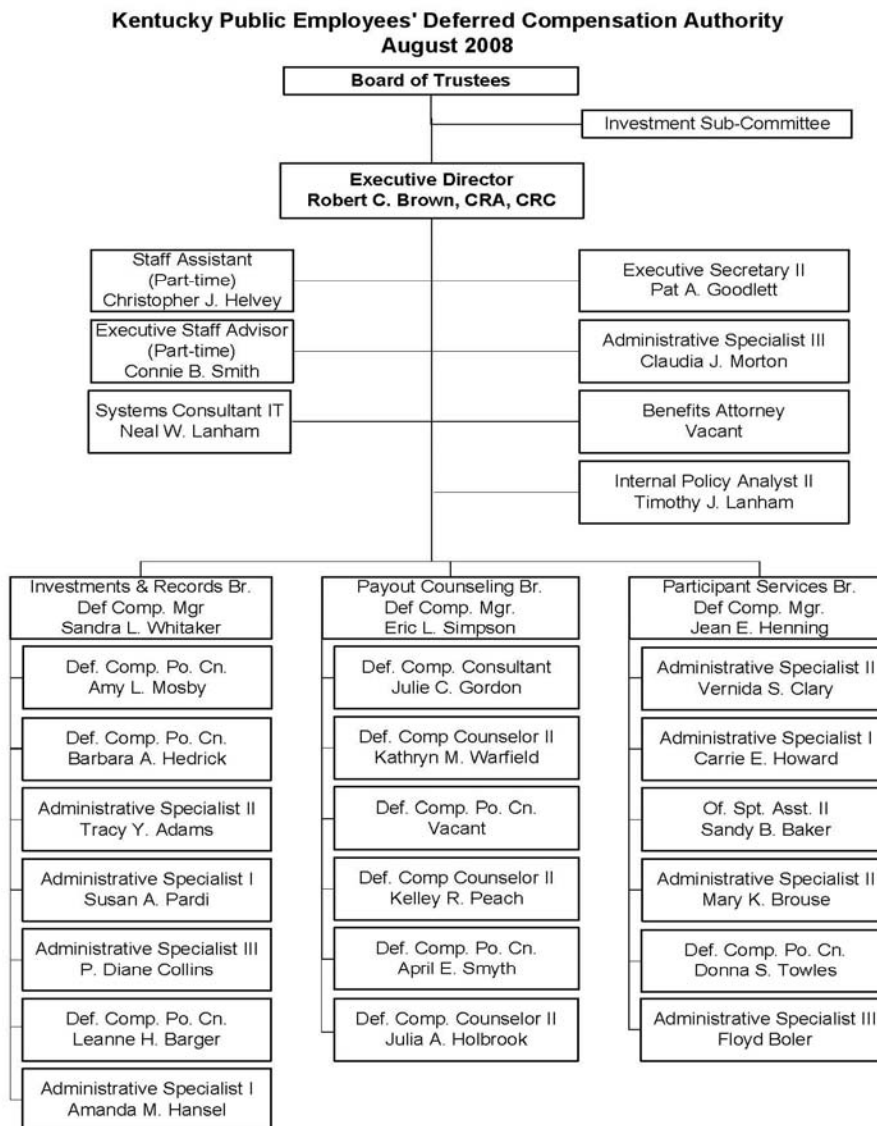 Kentucky Public Employees' Deferred Compensation Authority
August 2008
Board of Trustees
Investment Sub-Committee
Executive Director
Robert C. Brown, CRA, CRC
Staff Assistant
(Part-time)
Christopher J. Helvey
Executive Secretary II
Pat A. Goodlett
Executive Staff Advisor
(Part-time)
Connie B. Smith
Administrative Specialist III
Claudia J. Morton
Systems Consultant IT
Neal W. Lanham
Benefits Attorney
Vacant
Internal Policy Analyst II
Timothy J. Lanham
Investments & Records Br.
Def Comp. Mgr
Sandra L. Whitaker
Def. Comp. Po. Cn.
Amy L. Mosby
Def. Comp. Po. Cn.
Barbara A. Hedrick
Administrative Specialist II
Tracy Y. Adams
Administrative Specialist I
Susan A. Pardi
Administrative Specialist III
P. Diane Collins
Def. Comp. Po. Cn.
Leanne H. Barger
Administrative Specialist I
Amanda M. Hansel
Payout Counseling Br.
Def Comp. Mgr.
Eric L. Simpson
Def. Comp. Consultant
Julie C. Gordon
Def. Comp Counselor II
Kathryn M. Warfield
Def. Comp. Po. Cn.
Vacant
Def. Comp Counselor II
Kelley R. Peach
Def. Comp. Po. Cn.
April E. Smyth
Def. Comp. Counselor II
Julia A. Holbrook
Participant Services Br.
Def Comp. Mgr.
Jean E. Henning
Administrative Specialist II
Vernida S. Clary
Administrative Specialist I
Carrie E. Howard
Of. Spt. Asst. II
Sandy B. Baker
Administrative Specialist II
Mary K. Brouse
Def. Comp. Po. Cn.
Donna S. Towles
Administrative Specialist III
Floyd Boler